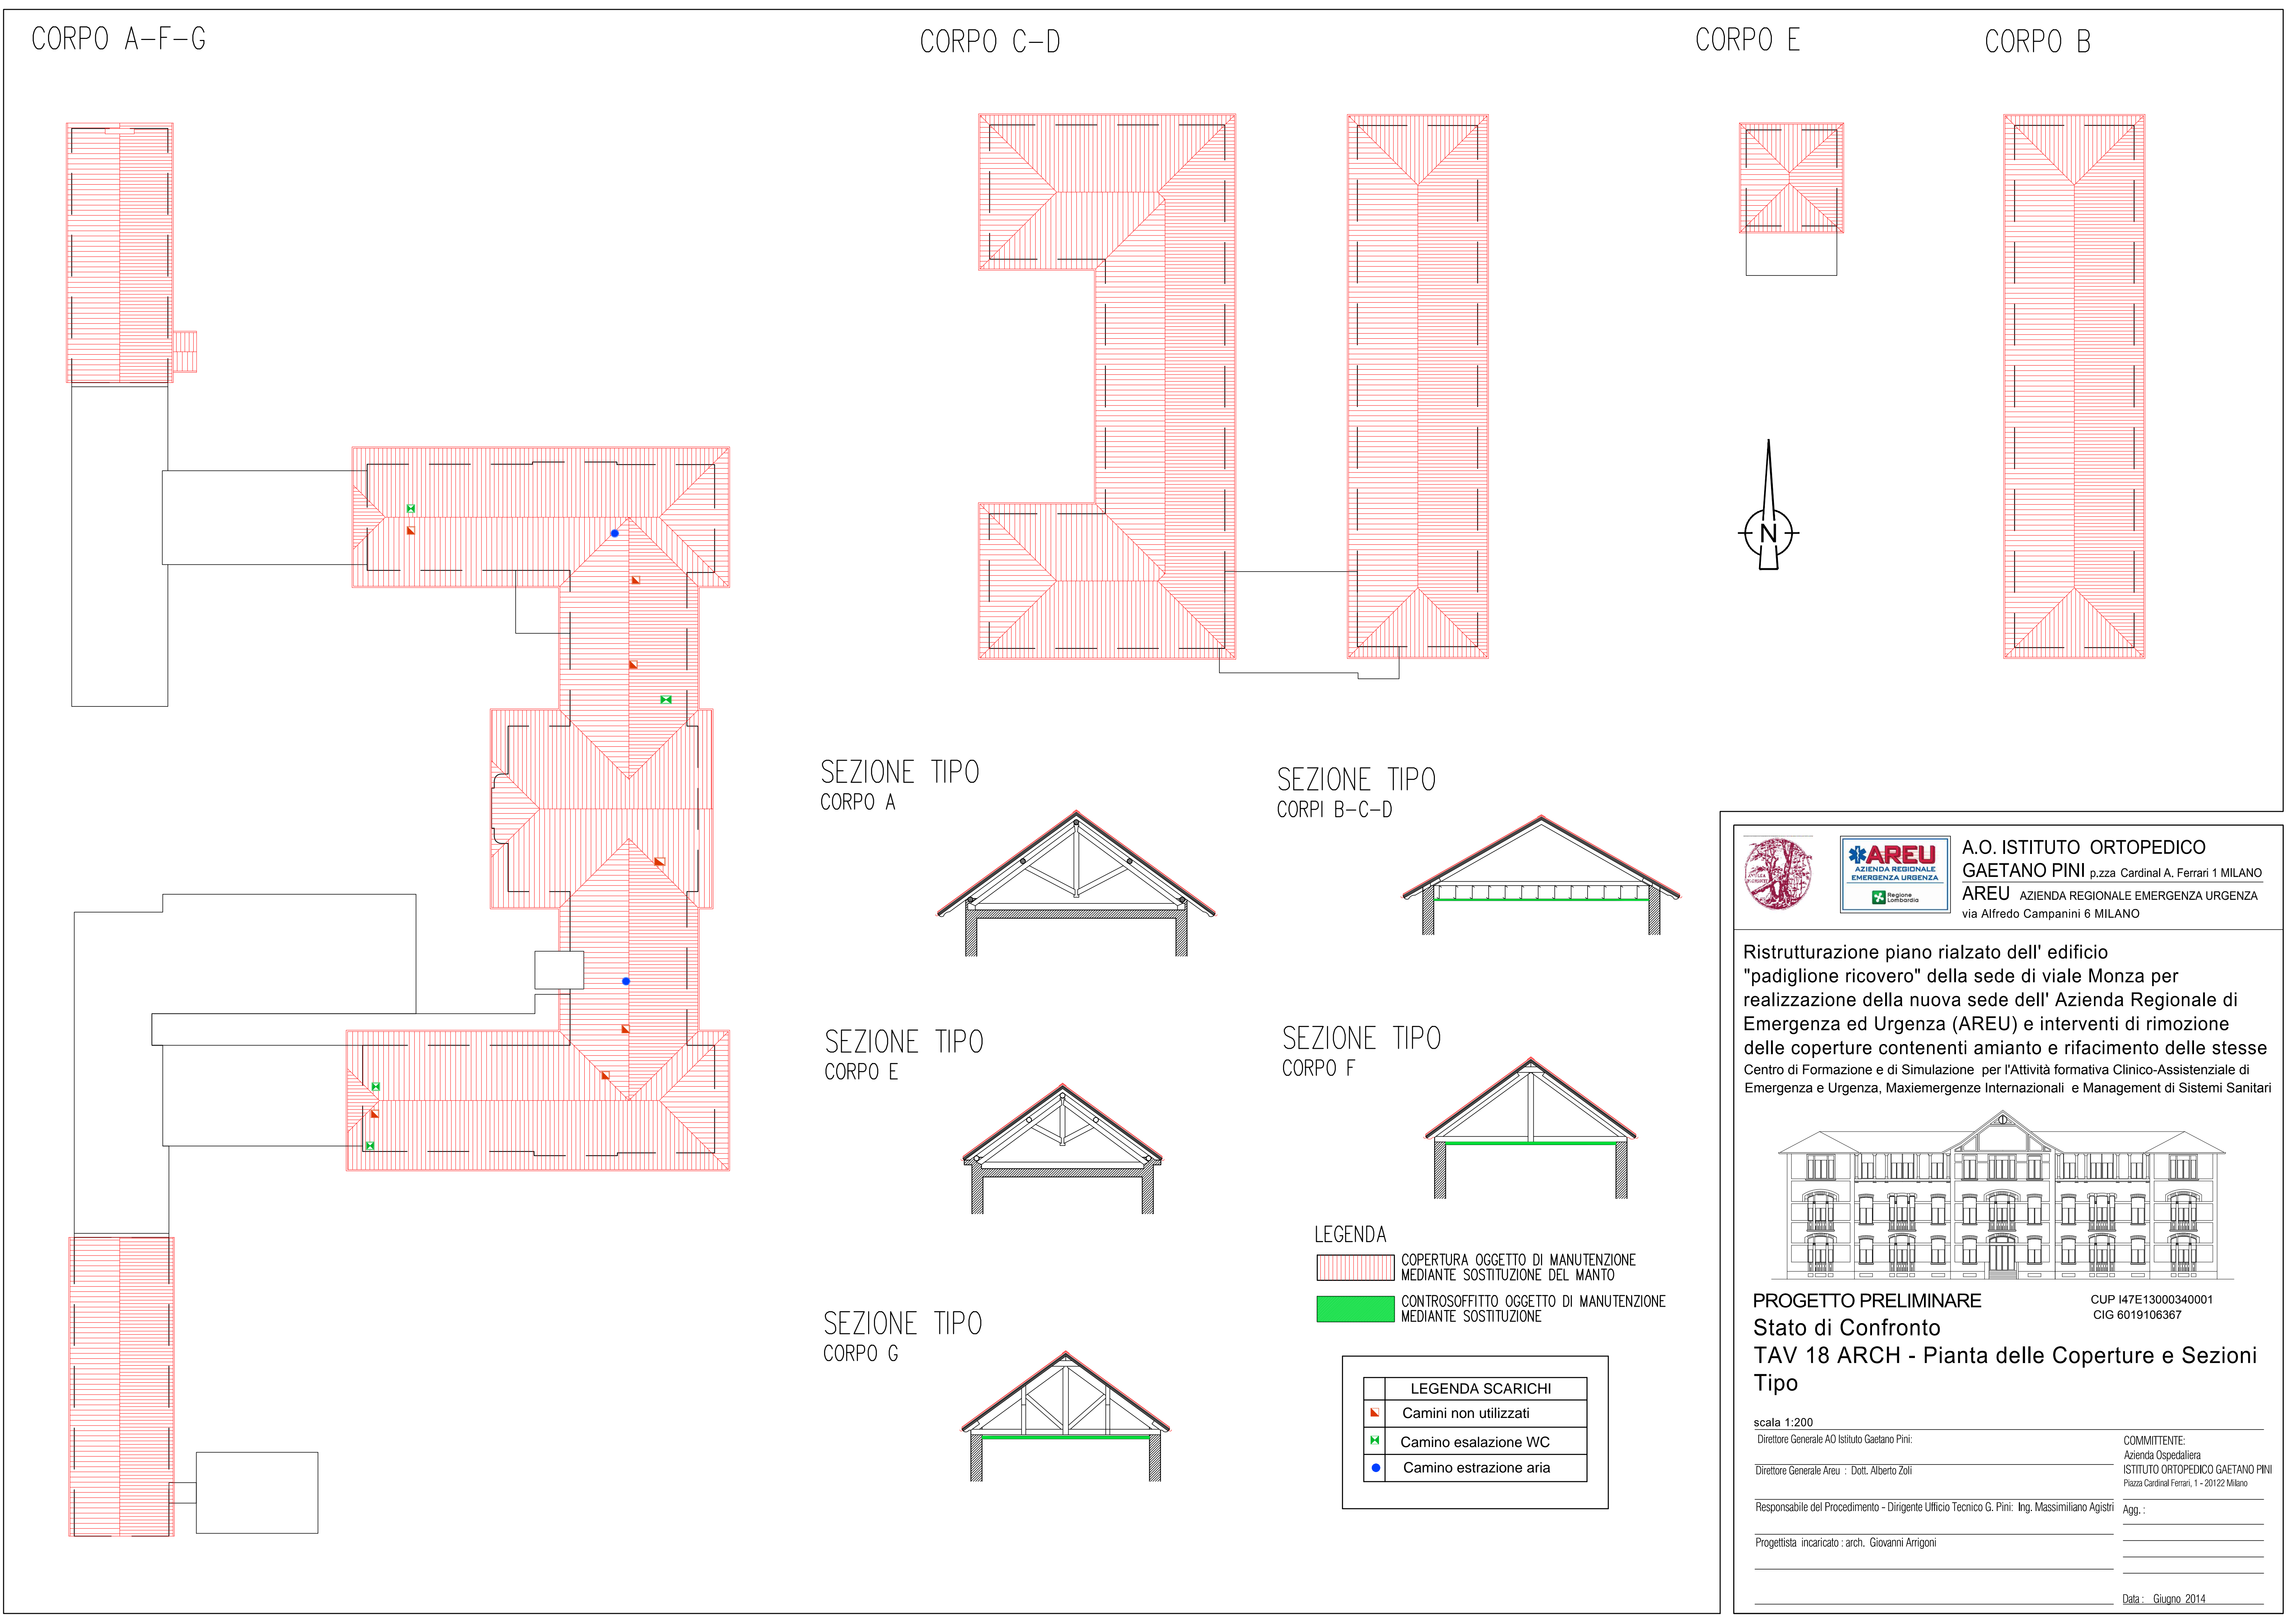 CORPO A-F-G
CORPO C-D
CORPO E
CORPO B
N
SEZIONE TIPO
CORPO A
SEZIONE TIPO
CORPI B-C-D
SEZIONE TIPO
CORPO E
SEZIONE TIPO
CORPO F
SEZIONE TIPO
CORPO G
LEGENDA
COPERTURA OGGETTO DI MANUTENZIONE
MEDIANTE SOSTITUZIONE DEL MANTO
CONTROSOFFITTO OGGETTO DI MANUTENZIONE
MEDIANTE SOSTITUZIONE
LEGENDA SCARICHI
Camini non utilizzati
Camino esalazione WC
Camino estrazione aria
AREU
AZIENDA REGIONALE
EMERGENZA URGENZA
Regione
Lombardia
A.O. ISTITUTO ORTOPEDICO
GAETANO PINI p.zza Cardinal A. Ferrari 1 MILANO
AREU AZIENDA REGIONALE EMERGENZA URGENZA
via Alfredo Campanini 6 MILANO
Ristrutturazione piano rialzato dell' edificio
"padiglione ricovero" della sede di viale Monza per
realizzazione della nuova sede dell' Azienda Regionale di
Emergenza ed Urgenza (AREU) e interventi di rimozione
delle coperture contenenti amianto e rifacimento delle stesse
Centro di Formazione e di Simulazione per l'Attività formativa Clinico-Assistenziale di
Emergenza e Urgenza, Maxiemergenze Internazionali e Management di Sistemi Sanitari
PROGETTO PRELIMINARE
CUP I47E13000340001
CIG 6019106367
Stato di Confronto
TAV 18 ARCH - Pianta delle Coperture e Sezioni
Tipo
scala 1:200
Direttore Generale AO Istituto Gaetano Pini:
Direttore Generale Areu : Dott. Alberto Zoli
Responsabile del Procedimento - Dirigente Ufficio Tecnico G. Pini: Ing. Massimiliano Agistri
Progettista incaricato : arch. Giovanni Arrigoni
COMMITTENTE:
Azienda Ospedaliera
ISTITUTO ORTOPEDICO GAETANO PINI
Piazza Cardinal Ferrari, 1 - 20122 Milano
Agg. :
Data : Giugno 2014